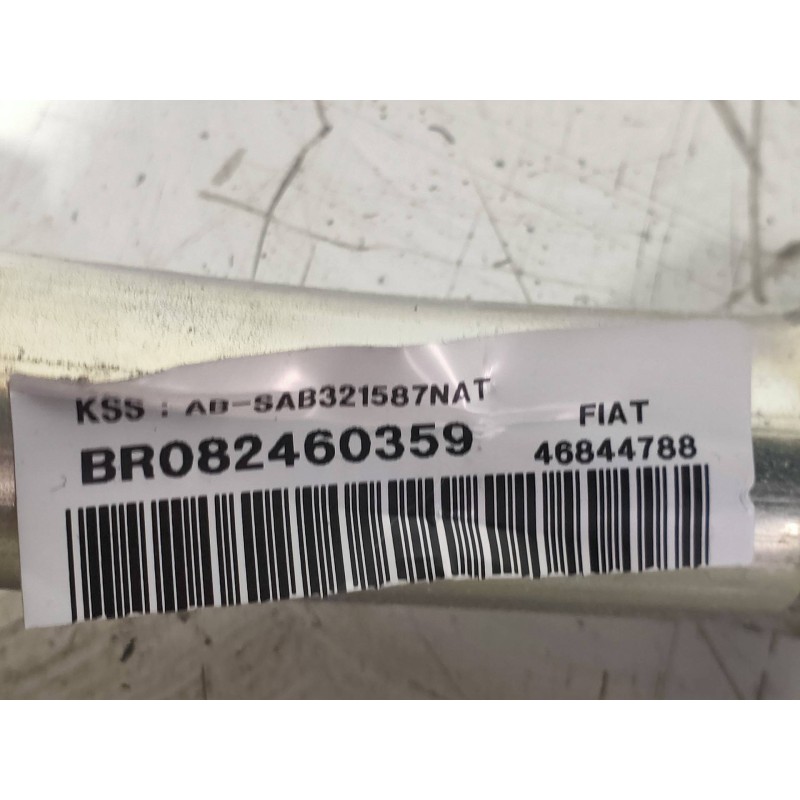 KSS : AB-SAB321587NAT
BR082460359
FIAT
46844788